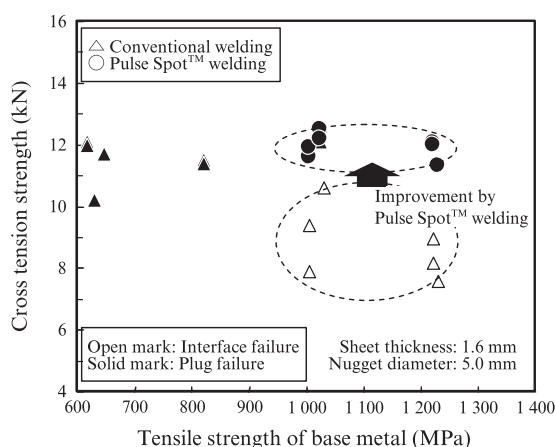 Cross tension strength (kN)
16
14
12
10
8
6
4
△ Conventional welding
○ Pulse Spot™ welding
Improvement by
Pulse Spot™ welding
Open mark: Interface failure
Solid mark: Plug failure
Sheet thickness: 1.6 mm
Nugget diameter: 5.0 mm
600 700 800 900 1 000 1 100 1 200 1 300 1 400
Tensile strength of base metal (MPa)